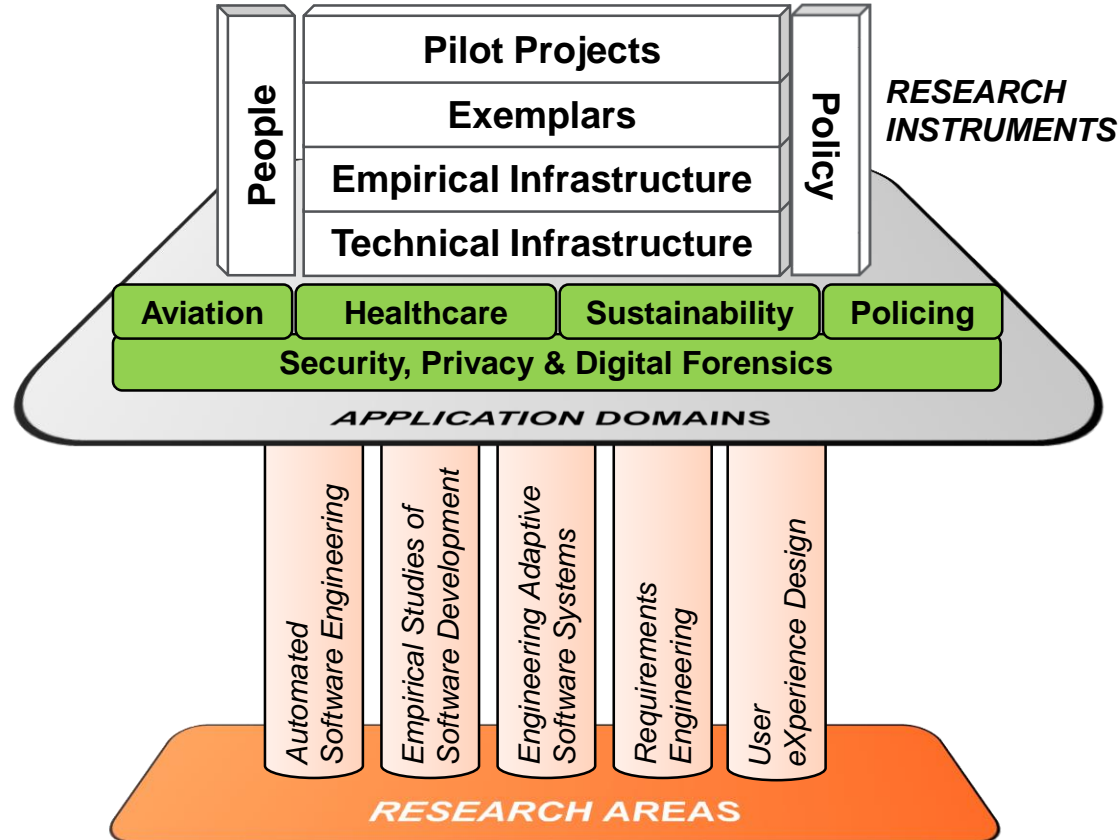 People
Pilot Projects
Exemplars
Empirical Infrastructure
Technical Infrastructure
Policy
RESEARCH
INSTRUMENTS
Aviation
Healthcare
Sustainability
Policing
Security, Privacy & Digital Forensics
APPLICATION DOMAINS
Automated
Software Engineering
Empirical Studies of
Software Development
Engineering Adaptive
Software Systems
Requirements
Engineering
User
eXperience Design
RESEARCH AREAS